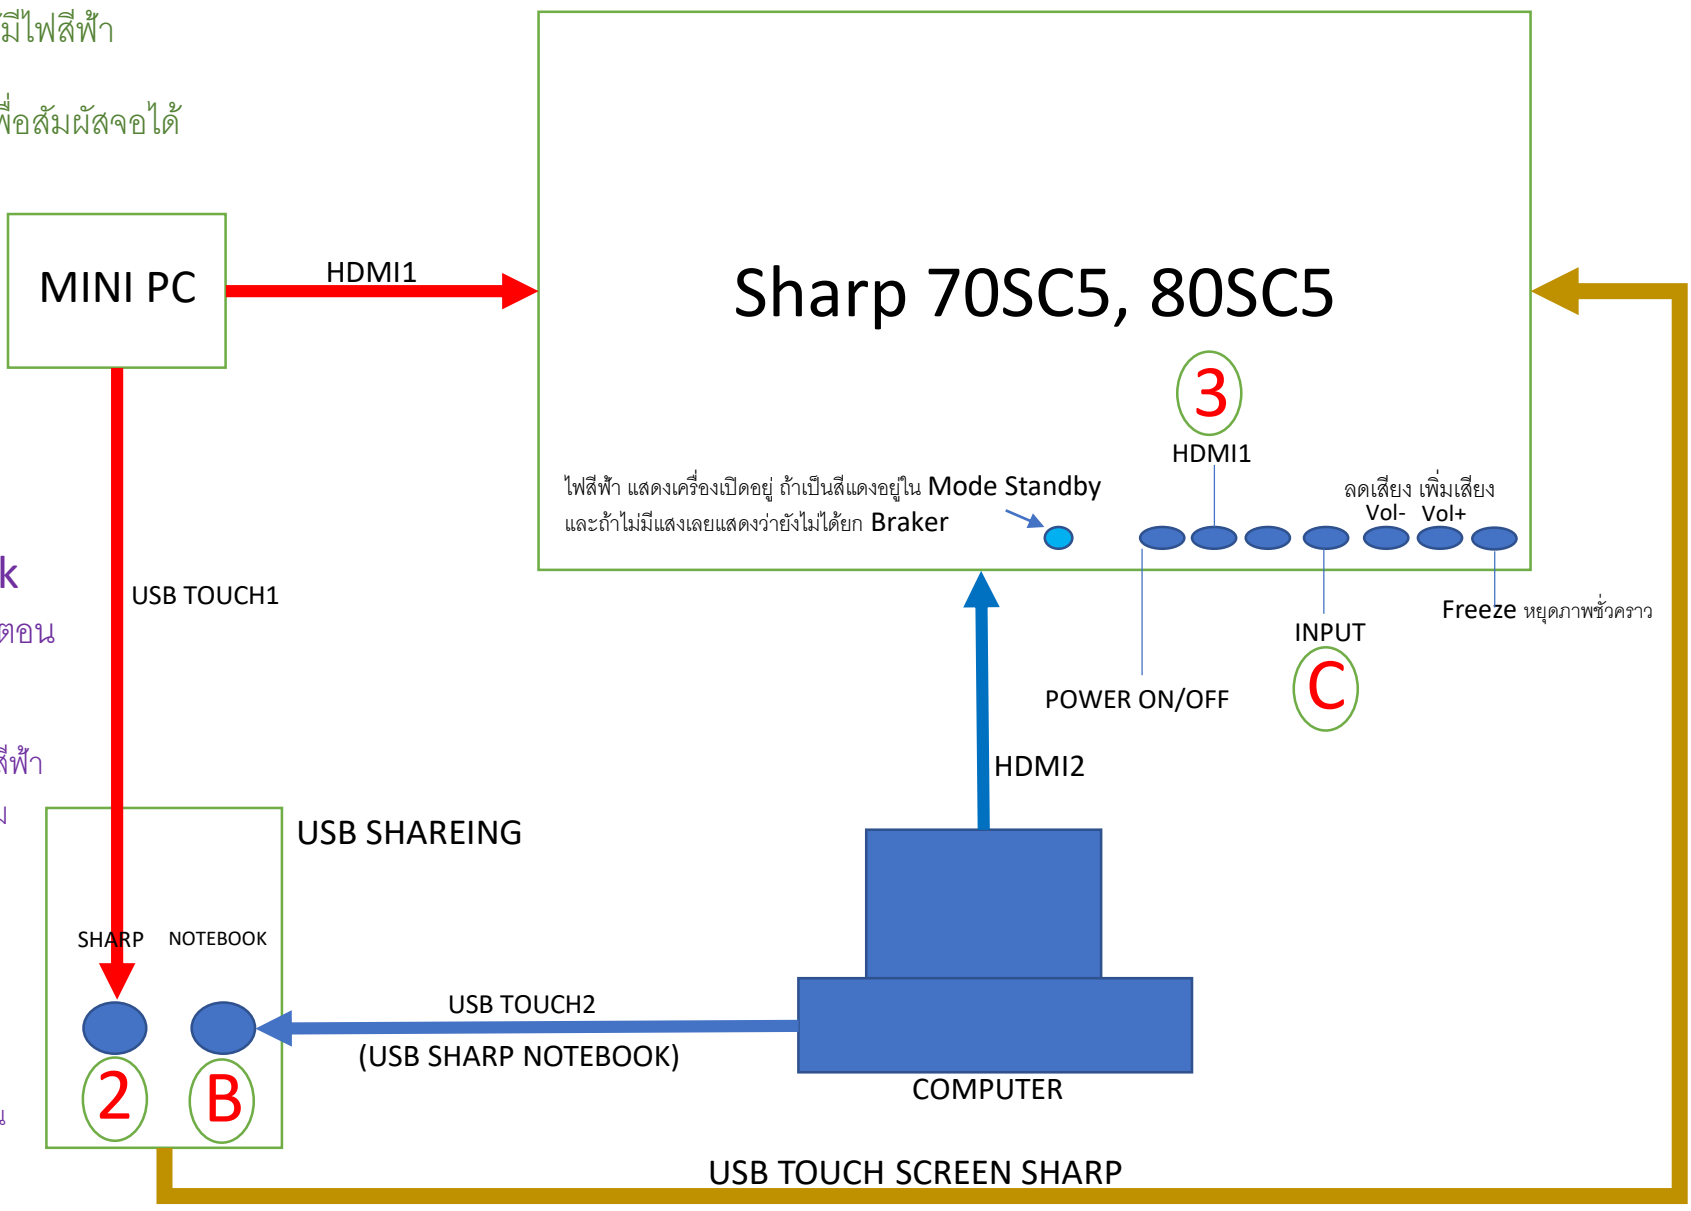 มีไฟสีฟ้า
พื่อสัมผัสจอได้
MINI PC
HDMI1
Sharp 70SC5, 80SC5
3
HDMI1
ไฟสีฟ้า แสดงเครื่องเปิดอยู่ ถ้าเป็นสีแดงอยู่ใน Mode Standby
และถ้าไม่มีแสงเลยแสดงว่ายังไม่ได้ยก Braker
ลดเสียง เพิ่มเสียง
Vol- Vol+
k
USB TOUCH1
ตอน
Freeze หยุดภาพชั่วคราว
INPUT
C
POWER ON/OFF
สีฟ้า
HDMI2
USB SHAREING
SHARP NOTEBOOK
USB TOUCH2
(USB SHARP NOTEBOOK)
2 B
COMPUTER
USB TOUCH SCREEN SHARP